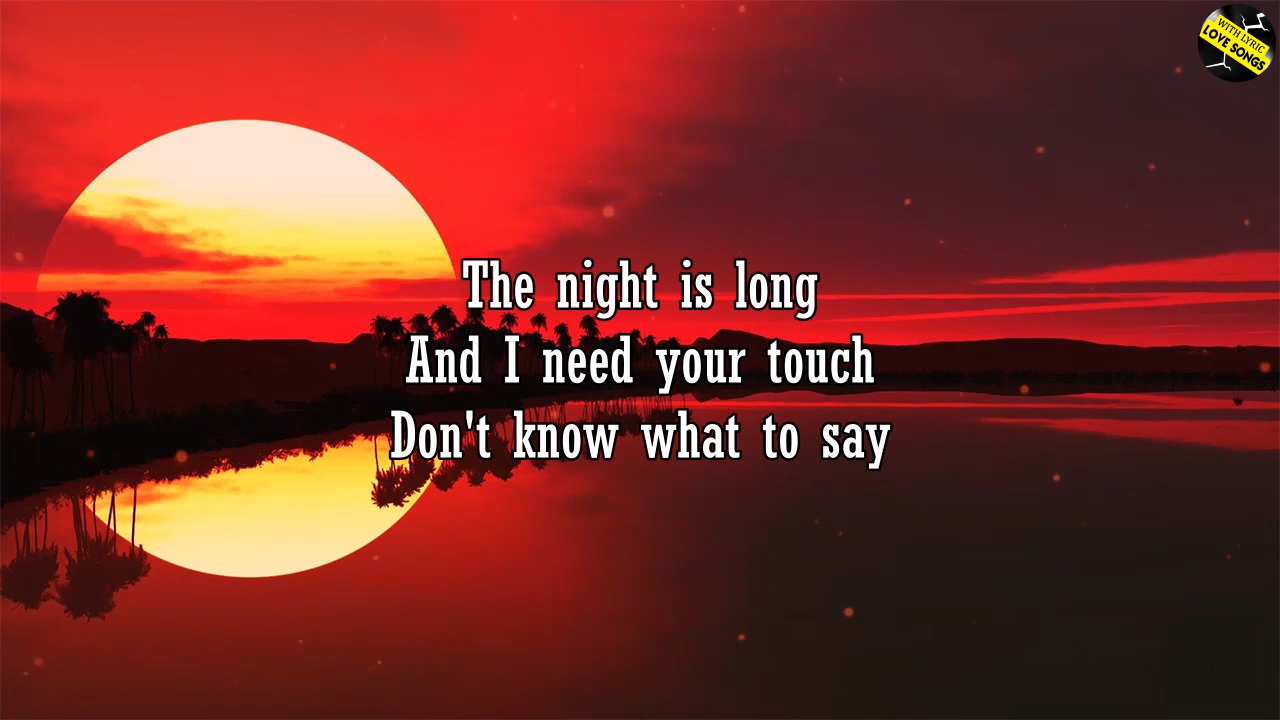 WITH LYRIC
LOVE SONGS
The night is long
And I need your touch
Don't know what to say